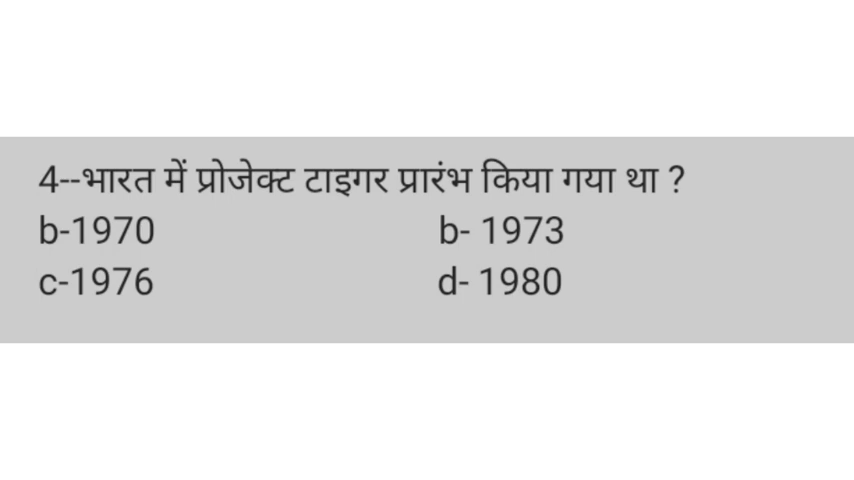 4--भारत में प्रोजेक्ट टाइगर प्रारंभ किया गया था ?
b-1970 b- 1973
c-1976 d- 1980